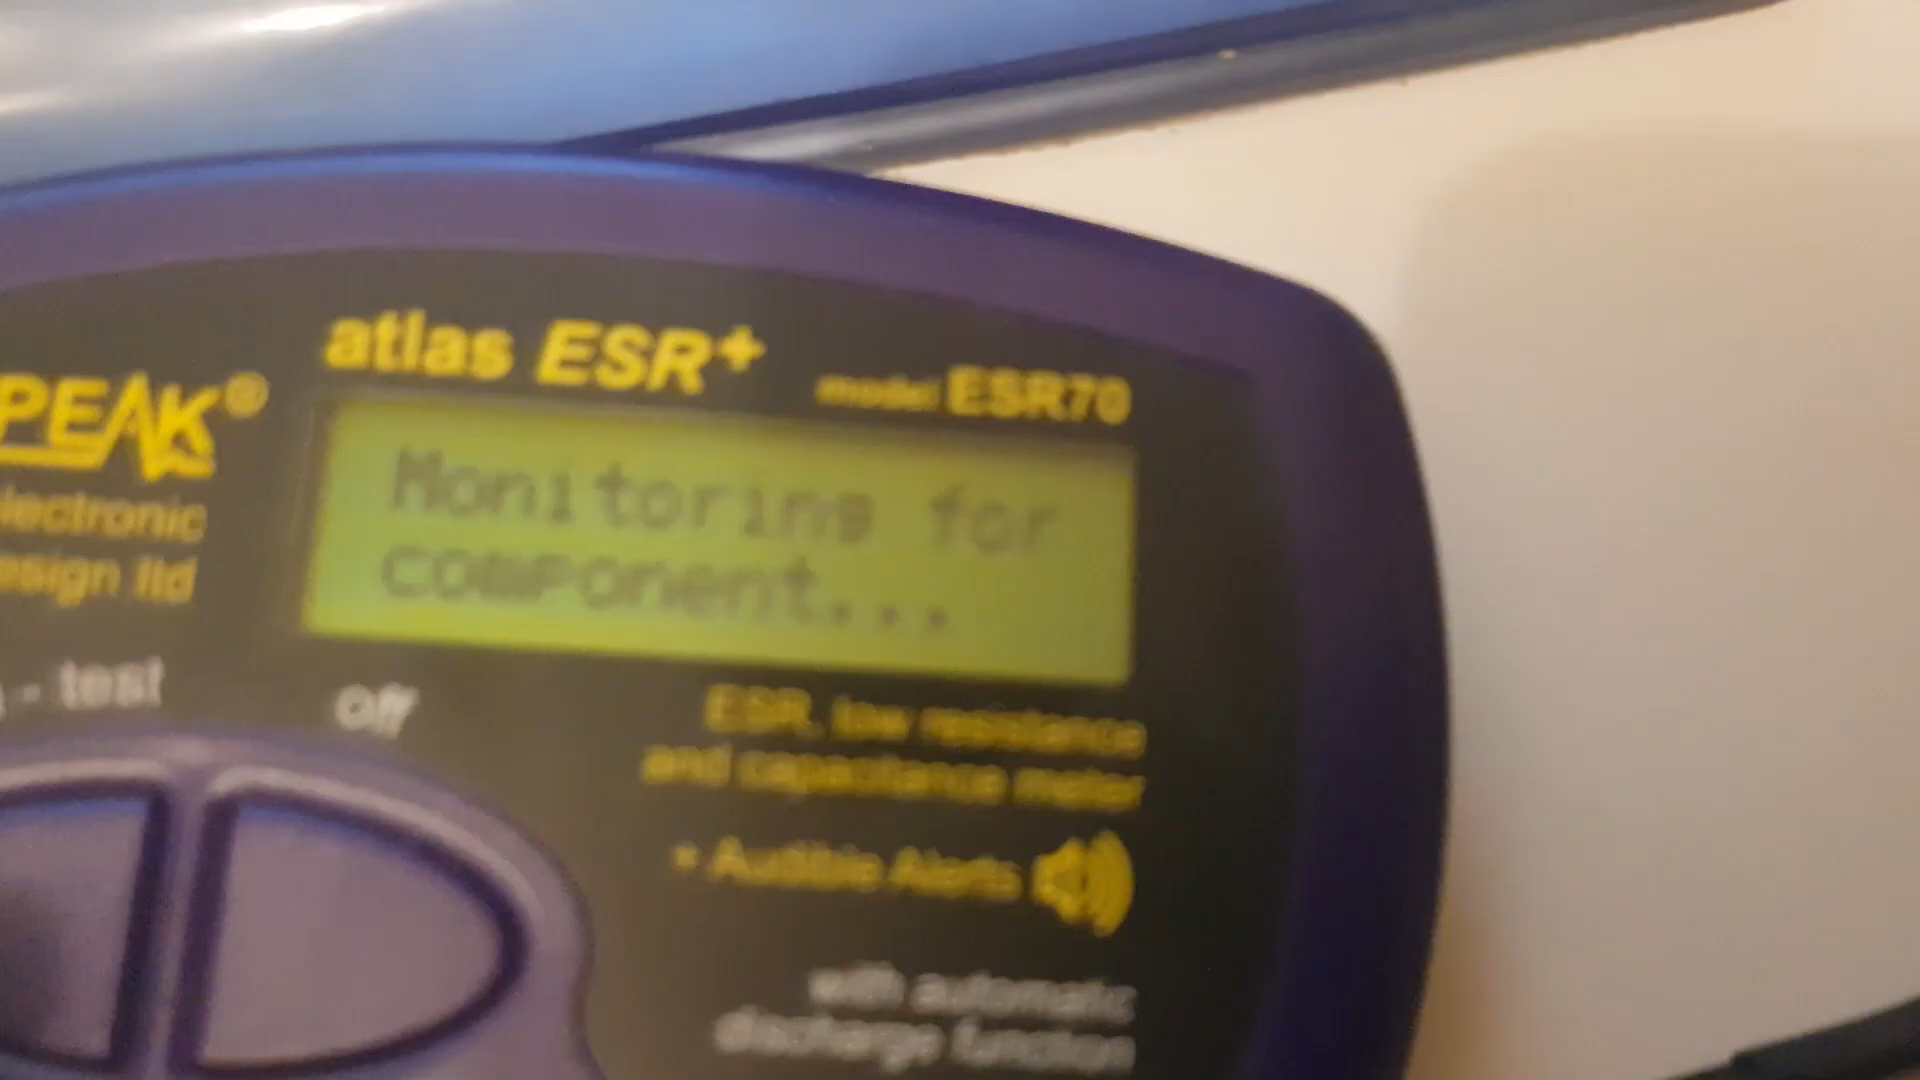 atlas ESR+
model ESR70
PEAK®
electronic
design ltd
Monitoring for
component...
- test
off
ESR, low resistance
and capacitance meter
• Audible Alerts
with automatic
discharge function